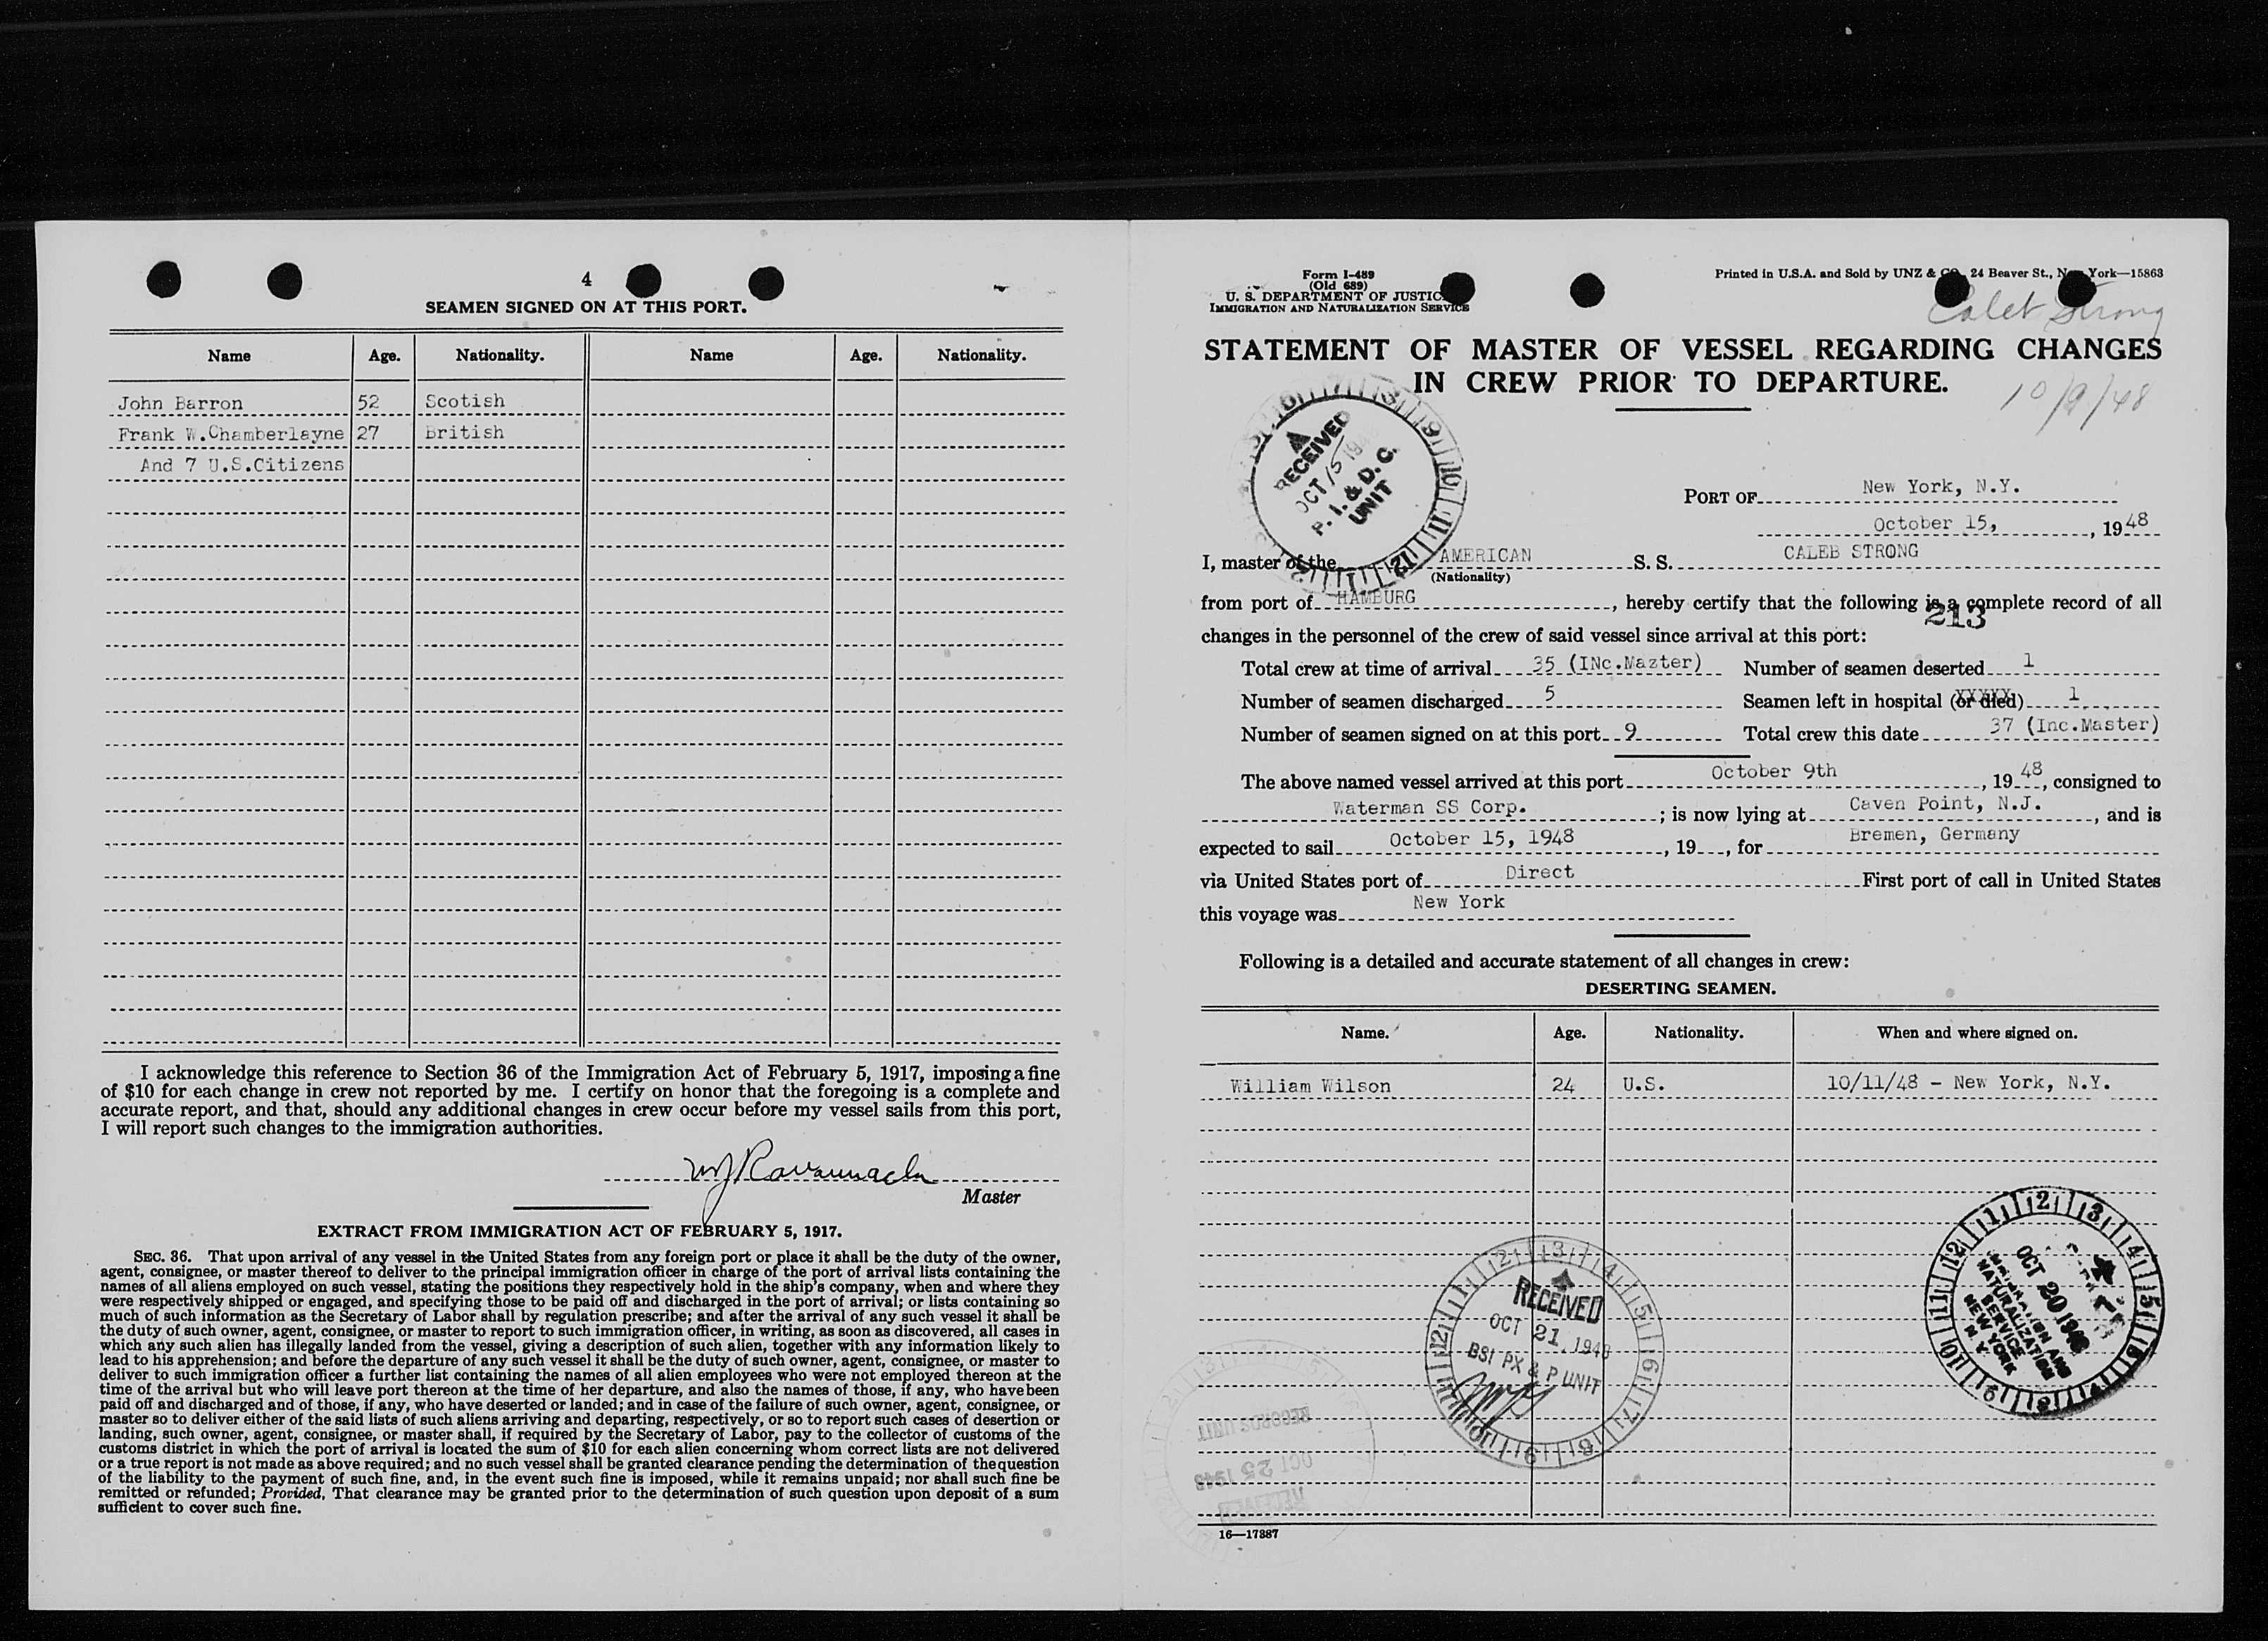 4
SEAMEN SIGNED ON AT THIS PORT.
Name Age. Nationality. Name Age. Nationality.
John Barron 52 Scotish
Frank W.Chamberlayne 27 British
And 7 U.S.Citizens
I acknowledge this reference to Section 36 of the Immigration Act of February 5, 1917, imposing a fine
of $10 for each change in crew not reported by me. I certify on honor that the foregoing is a complete and
accurate report, and that, should any additional changes in crew occur before my vessel sails from this port,
I will report such changes to the immigration authorities.
Master
EXTRACT FROM IMMIGRATION ACT OF FEBRUARY 5, 1917.
SEC. 36. That upon arrival of any vessel in the United States from any foreign port or place it shall be the duty of the owner,
agent, consignee, or master thereof to deliver to the principal immigration officer in charge of the port of arrival lists containing the
names of all aliens employed on such vessel, stating the positions they respectively hold in the ship's company, when and where they
were respectively shipped or engaged, and specifying those to be paid off and discharged in the port of arrival; or lists containing so
much of such information as the Secretary of Labor shall by regulation prescribe; and after the arrival of any such vessel it shall be
the duty of such owner, agent, consignee, or master to report to such immigration officer, in writing, as soon as discovered, all cases in
which any such alien has illegally landed from the vessel, giving a description of such alien, together with any information likely to
lead to his apprehension; and before the departure of any such vessel it shall be the duty of such owner, agent, consignee, or master to
deliver to such immigration officer a further list containing the names of all alien employees who were not employed thereon at the
time of the arrival but who will leave port thereon at the time of her departure, and also the names of those, if any, who have been
paid off and discharged and of those, if any, who have deserted or landed; and in case of the failure of such owner, agent, consignee, or
master so to deliver either of the said lists of such aliens arriving and departing, respectively, or so to report such cases of desertion or
landing, such owner, agent, consignee, or master shall, if required by the Secretary of Labor, pay to the collector of customs of the
customs district in which the port of arrival is located the sum of $10 for each alien concerning whom correct lists are not delivered
or a true report is not made as above required; and no such vessel shall be granted clearance pending the determination of the question
of the liability to the payment of such fine, and, in the event such fine is imposed, while it remains unpaid; nor shall such fine be
remitted or refunded; Provided, That clearance may be granted prior to the determination of such question upon deposit of a sum
sufficient to cover such fine.
Form I-489
(Old 689)
U. S. DEPARTMENT OF JUSTICE
IMMIGRATION AND NATURALIZATION SERVICE
Printed in U.S.A. and Sold by UNZ & CO., 24 Beaver St., New York—15863
Caleb Strong
STATEMENT OF MASTER OF VESSEL REGARDING CHANGES
IN CREW PRIOR TO DEPARTURE.
10/9/48
RECEIVED
OCT 15 19
P. I. & D. C.
UNIT
PORT OF New York, N.Y.
October 15, , 1948
I, master of the AMERICAN S. S. CALEB STRONG
(Nationality)
from port of HAMBURG , hereby certify that the following is a complete record of all
213
changes in the personnel of the crew of said vessel since arrival at this port:
Total crew at time of arrival 35 (INc.Mazter) Number of seamen deserted 1
Number of seamen discharged 5 Seamen left in hospital (or died) 1
Number of seamen signed on at this port 9 Total crew this date 37 (Inc.Master)
The above named vessel arrived at this port October 9th , 19 48, consigned to
Waterman SS Corp. ; is now lying at Caven Point, N.J. , and is
expected to sail October 15, 1948 , 19 , for Bremen, Germany
via United States port of Direct First port of call in United States
this voyage was New York
Following is a detailed and accurate statement of all changes in crew:
DESERTING SEAMEN.
Name. Age. Nationality. When and where signed on.
William Wilson 24 U.S. 10/11/48 - New York, N.Y.
RECEIVED
OCT 21 1948
BSI PX & P UNIT
OCT 20 1948
IMMIGRATION AND
NATURALIZATION
SERVICE
NEW YORK
N.Y.
RECORDS UNIT
OCT 25 1948
RECEIVED
16—17887